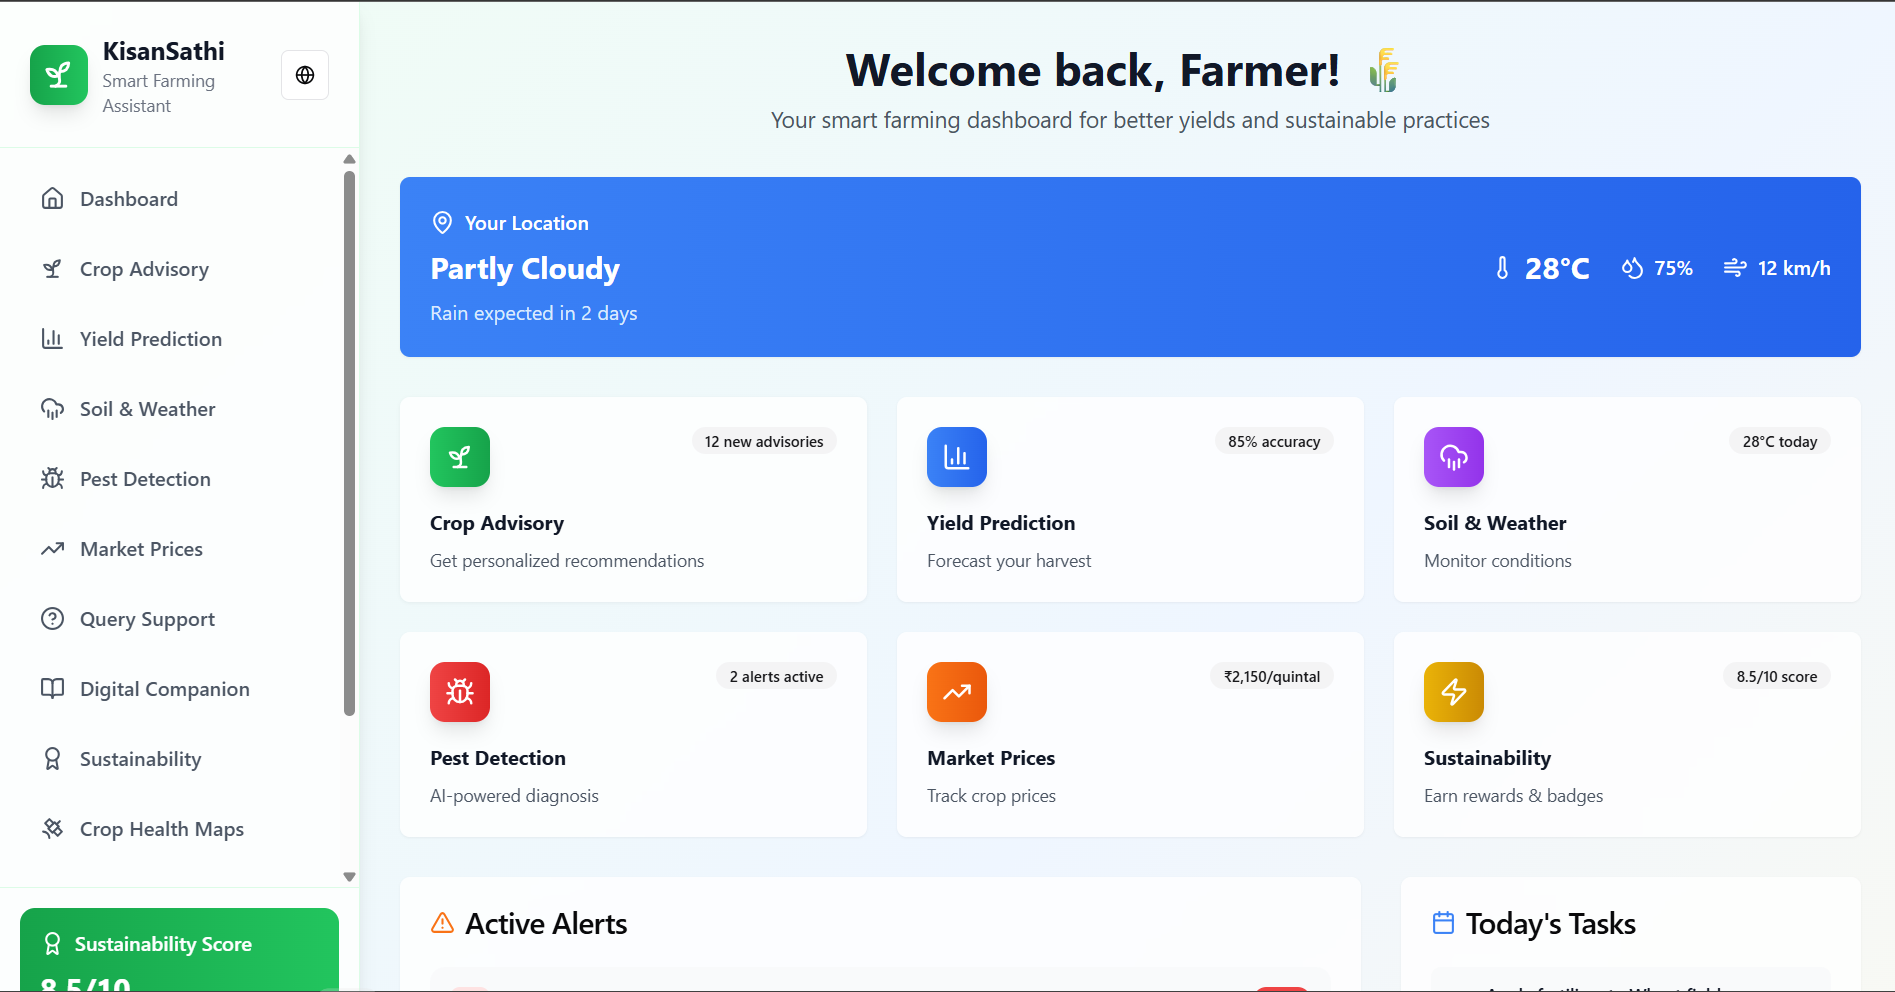 KisanSathi
Smart Farming
Assistant
Dashboard
Crop Advisory
Yield Prediction
Soil & Weather
Pest Detection
Market Prices
Query Support
Digital Companion
Sustainability
Crop Health Maps
Sustainability Score
8.5/10
Welcome back, Farmer!
Your smart farming dashboard for better yields and sustainable practices
Your Location
Partly Cloudy
Rain expected in 2 days
28°C
75%
12 km/h
12 new advisories
Crop Advisory
Get personalized recommendations
85% accuracy
Yield Prediction
Forecast your harvest
28°C today
Soil & Weather
Monitor conditions
2 alerts active
Pest Detection
AI-powered diagnosis
₹2,150/quintal
Market Prices
Track crop prices
8.5/10 score
Sustainability
Earn rewards & badges
Active Alerts
Today's Tasks